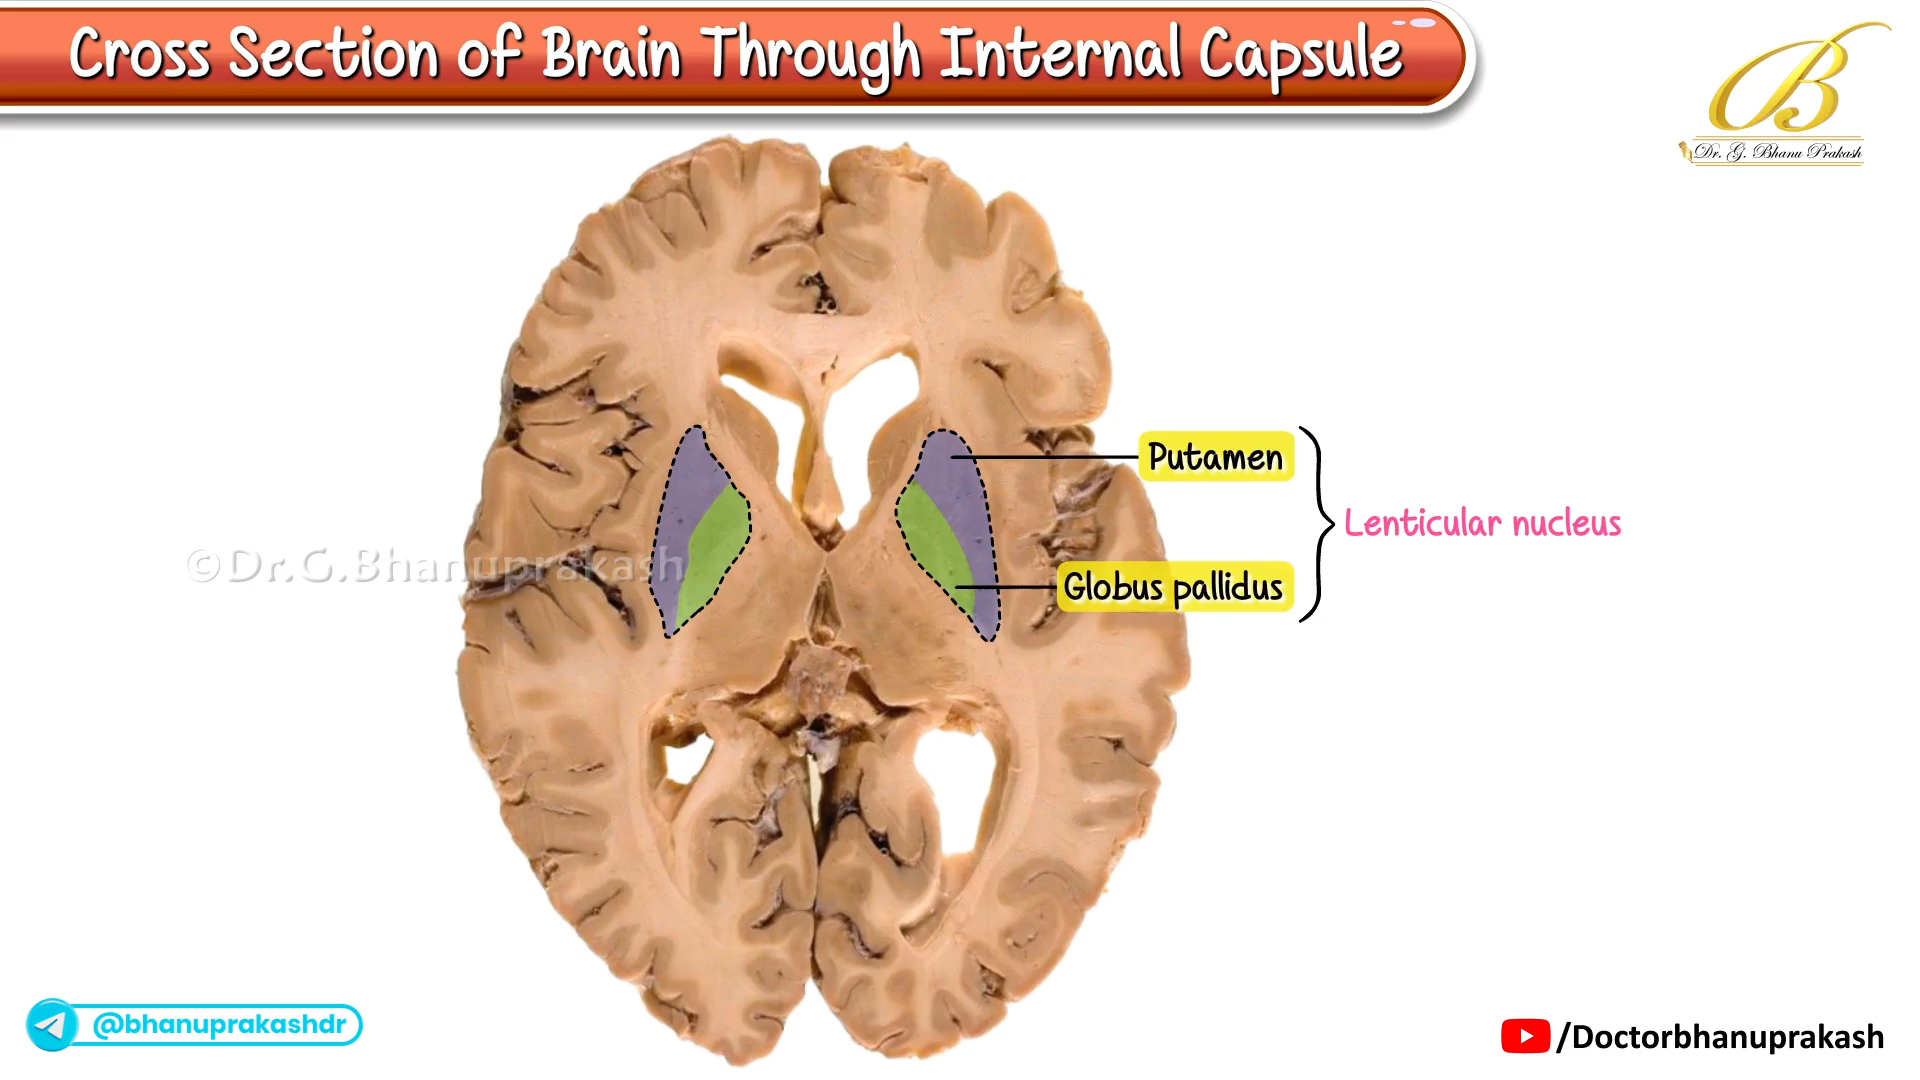 Cross Section of Brain Through Internal Capsule
B
Dr. G. Bhanu Prakash
Putamen
Lenticular nucleus
©Dr.G.Bhanuprakash
Globus pallidus
@bhanuprakashdr
/Doctorbhanuprakash